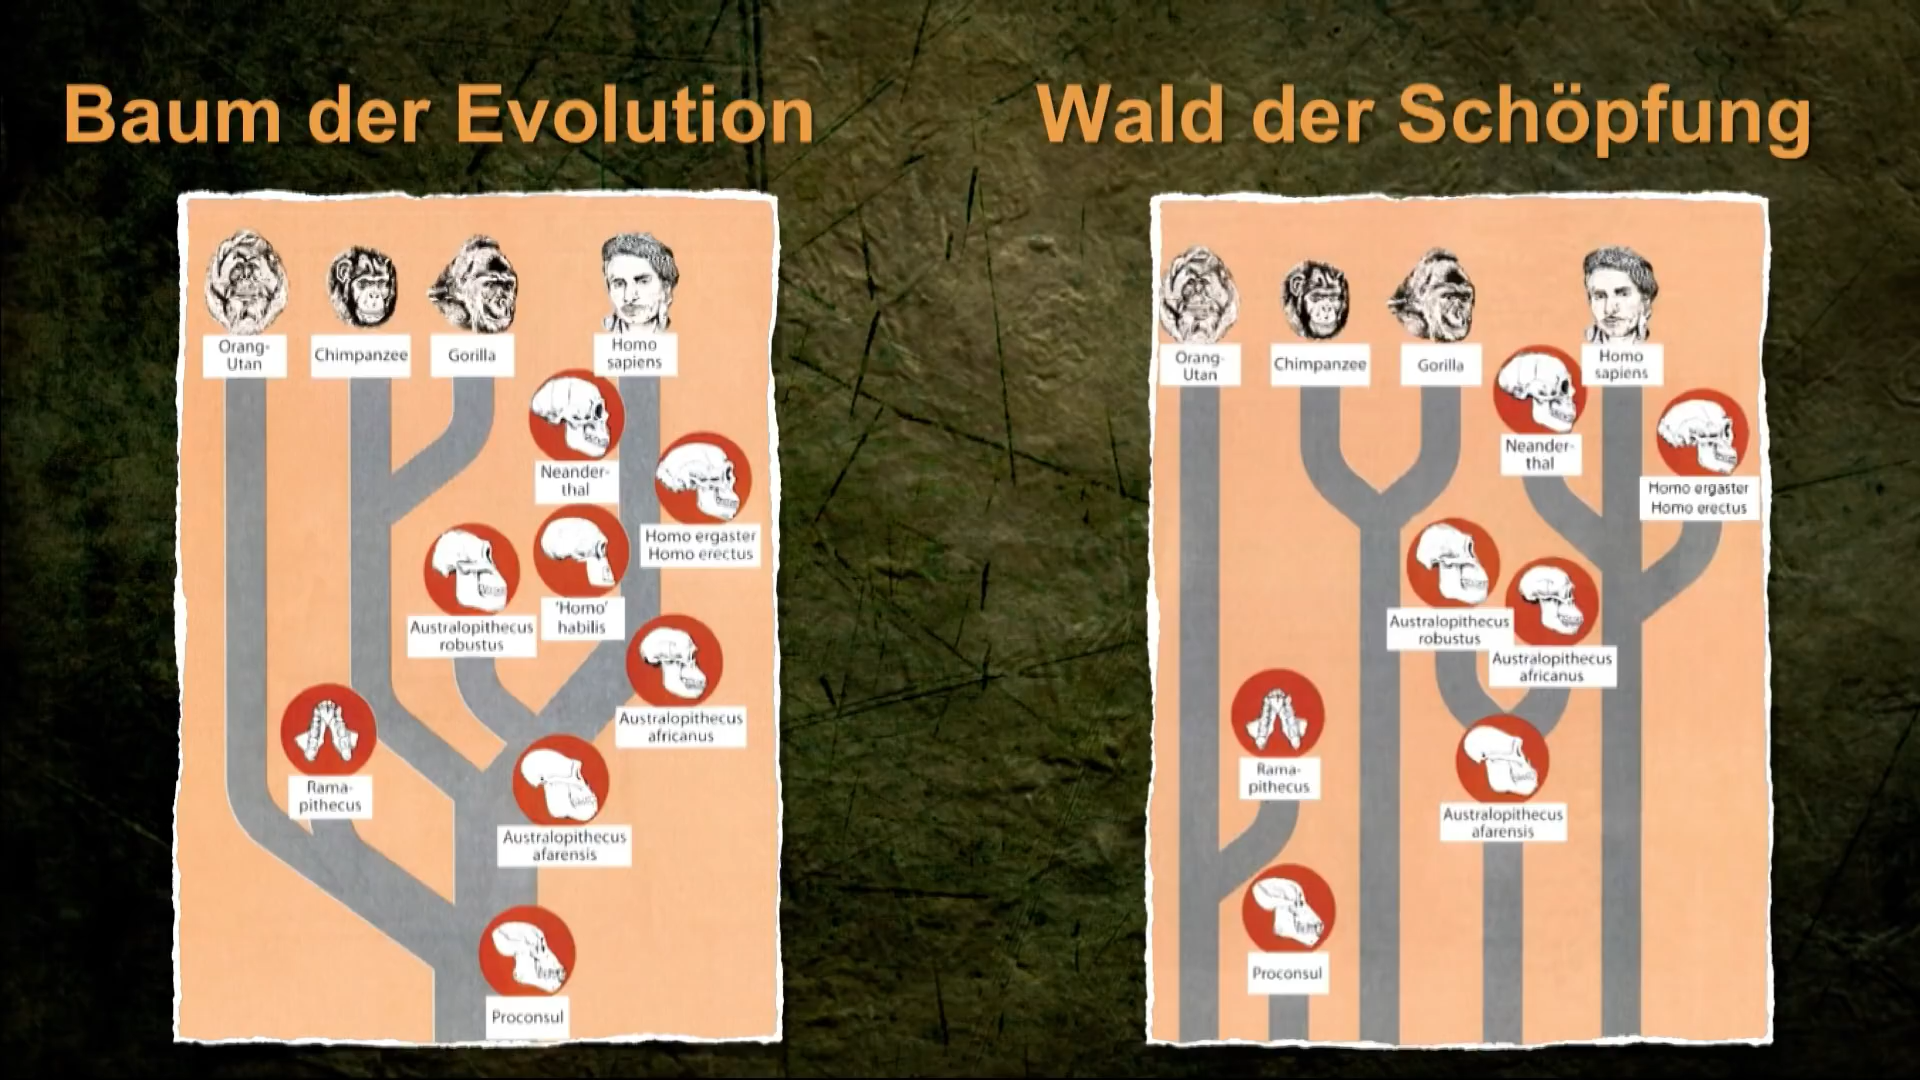 Baum der Evolution
Orang-
Utan
Chimpanzee
Gorilla
Homo
sapiens
Neander-
thal
Homo ergaster
Homo erectus
'Homo'
habilis
Australopithecus
robustus
Australopithecus
africanus
Rama-
pithecus
Australopithecus
afarensis
Proconsul
Wald der Schöpfung
Orang-
Utan
Chimpanzee
Gorilla
Homo
sapiens
Neander-
thal
Homo ergaster
Homo erectus
Australopithecus
robustus
Australopithecus
africanus
Rama-
pithecus
Australopithecus
afarensis
Proconsul